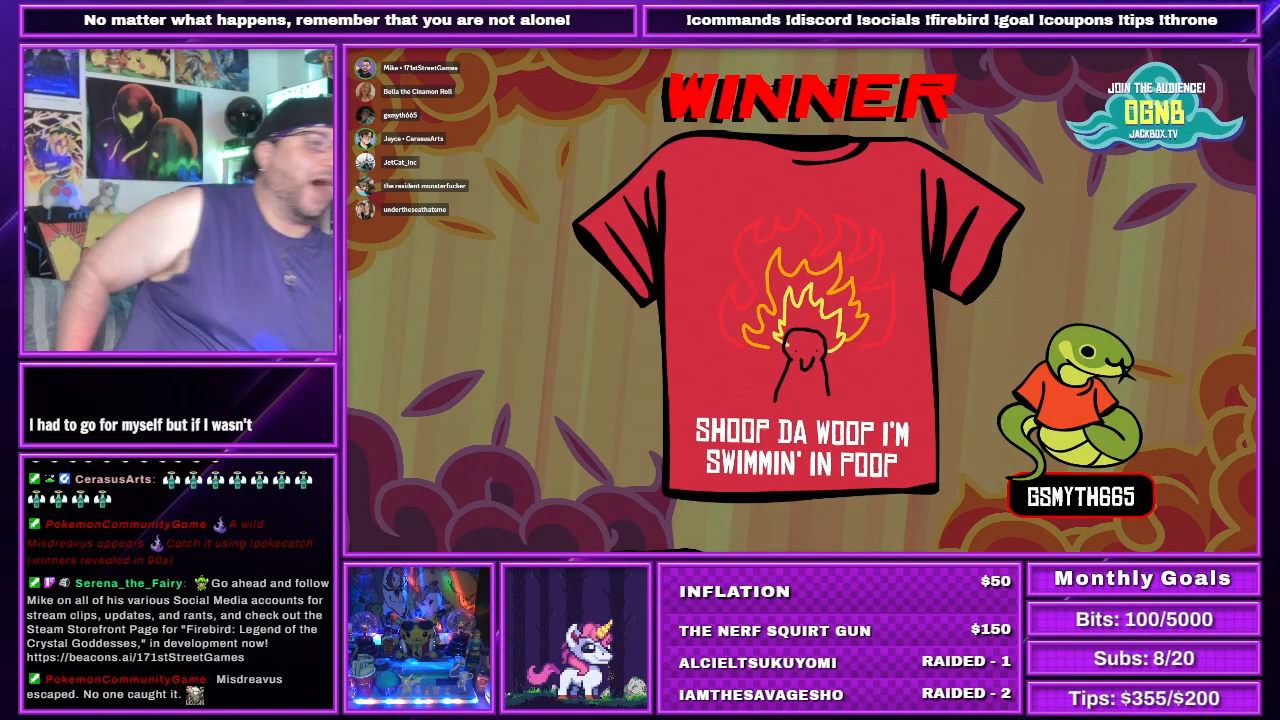 No matter what happens, remember that you are not alone!
!commands !discord !socials !firebird !goal !coupons !tips !throne
Mike • 171stStreetGames
Bella the Cinamon Roll
gsmyth665
Jayce • CerasusArts
JetCat_Inc
the resident monsterfucker
undertheseathatsme
WINNER
JOIN THE AUDIENCE!
OGNB
JACKBOX.TV
SHOOP DA WOOP I'M
SWIMMIN' IN POOP
GSMYTH665
I had to go for myself but if I wasn't
CerasusArts:
PokemonCommunityGame A wild
Misdreavus appears Catch it using !pokecatch
(winners revealed in 90s)
Serena_the_Fairy: Go ahead and follow
Mike on all of his various Social Media accounts for
stream clips, updates, and rants, and check out the
Steam Storefront Page for "Firebird: Legend of the
Crystal Goddesses," in development now!
https://beacons.ai/171stStreetGames
PokemonCommunityGame Misdreavus
escaped. No one caught it.
INFLATION $50
THE NERF SQUIRT GUN $150
ALCIELTSUKUYOMI RAIDED - 1
IAMTHESAVAGESHO RAIDED - 2
Monthly Goals
Bits: 100/5000
Subs: 8/20
Tips: $355/$200